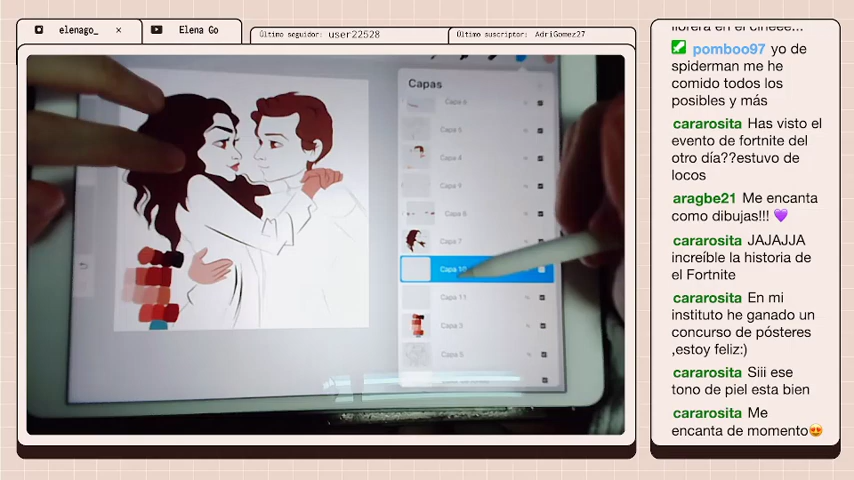 elenago_ ×
Elena Go
Último seguidor: user22528
Último suscriptor: AdriGomez27
Capas
Capa 6
Capa 5
Capa 4
Capa 9
Capa 8
Capa 7
Capa 10
Capa 11
Capa 3
librera en el cineee...
pomboo97 yo de
spiderman me he
comido todos los
posibles y más
cararosita Has visto el
evento de fortnite del
otro día??estuvo de
locos
aragbe21 Me encanta
como dibujas!!! 💜
cararosita JAJAJJA
increíble la historia de
el Fortnite
cararosita En mi
instituto he ganado un
concurso de pósteres
,estoy feliz:)
cararosita Siii ese
tono de piel esta bien
cararosita Me
encanta de momento😍